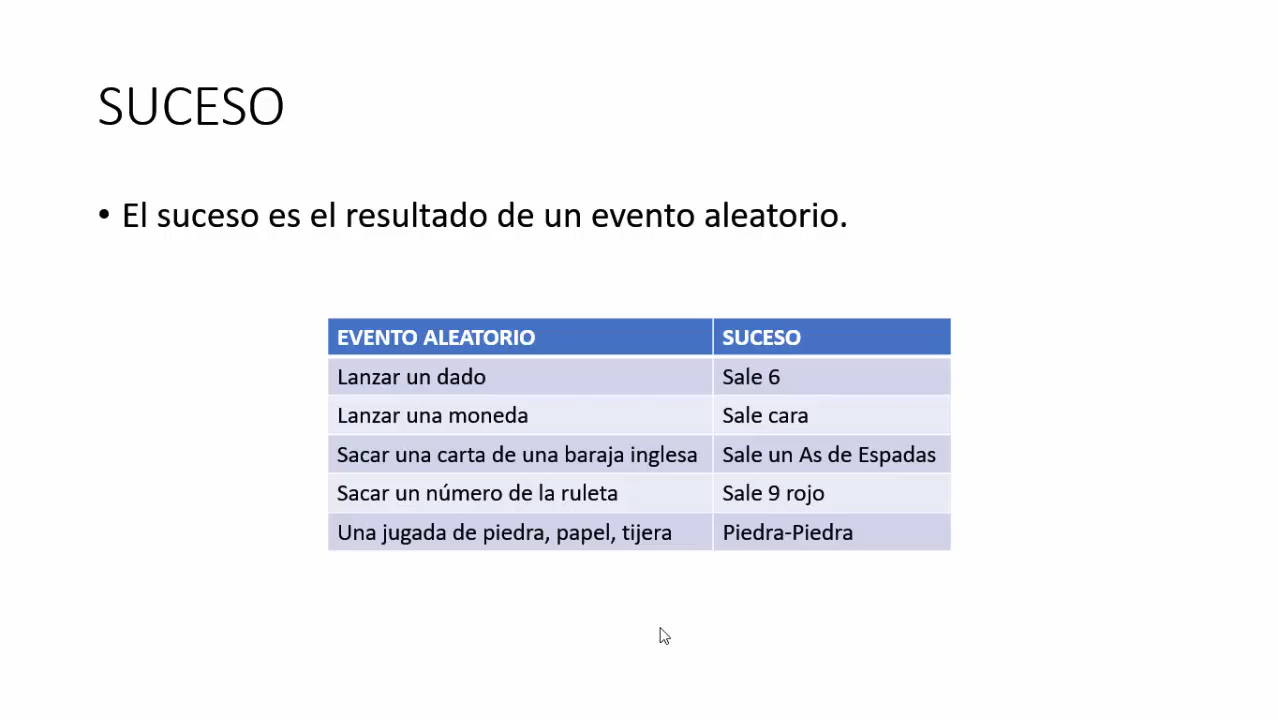 SUCESO
• El suceso es el resultado de un evento aleatorio.
EVENTO ALEATORIO SUCESO
Lanzar un dado Sale 6
Lanzar una moneda Sale cara
Sacar una carta de una baraja inglesa Sale un As de Espadas
Sacar un número de la ruleta Sale 9 rojo
Una jugada de piedra, papel, tijera Piedra-Piedra